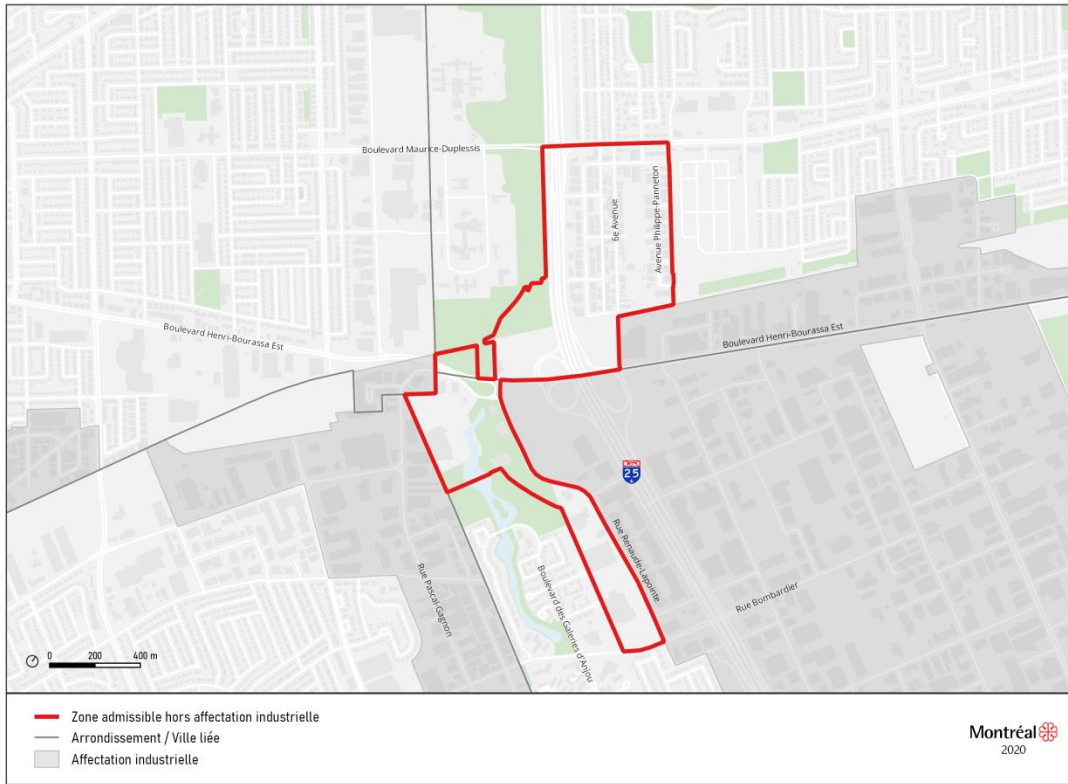 Boulevard Maurice-Duplessis
6e Avenue
Avenue Philippe-Panneton
Boulevard Henri-Bourassa Est
Boulevard Henri-Bourassa Est
25
Rue Renaude-Lapointe
Rue Bombardier
Rue Pascal-Gagnon
Boulevard des Galeries d'Anjou
0 200 400 m
Zone admissible hors affectation industrielle
Arrondissement / Ville liée
Affectation industrielle
Montréal
2020